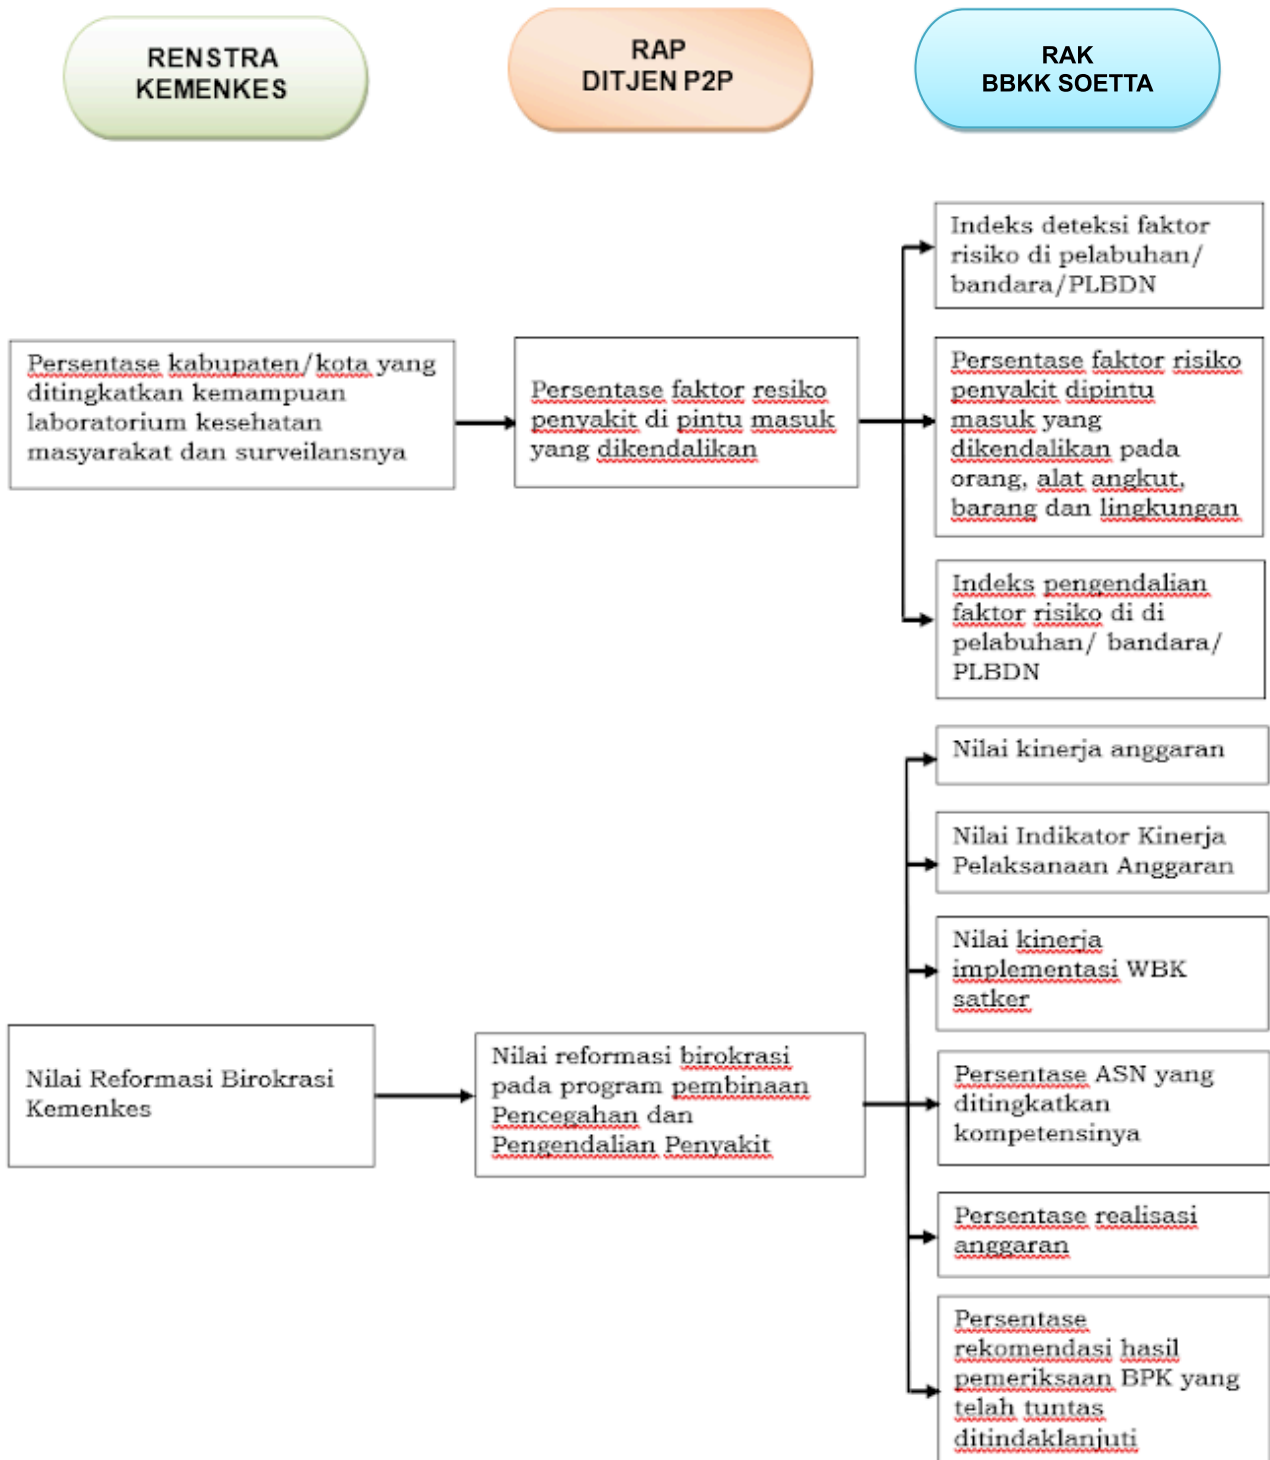 RENSTRA
KEMENKES
RAP
DITJEN P2P
RAK
BBKK SOETTA
Persentase kabupaten/kota yang
ditingkatkan kemampuan
laboratorium kesehatan
masyarakat dan surveilansnya
Persentase faktor resiko
penyakit di pintu masuk
yang dikendalikan
Indeks deteksi faktor
risiko di pelabuhan/
bandara/PLBDN
Persentase faktor risiko
penyakit dipintu
masuk yang
dikendalikan pada
orang, alat angkut,
barang dan lingkungan
Indeks pengendalian
faktor risiko di di
pelabuhan/ bandara/
PLBDN
Nilai Reformasi Birokrasi
Kemenkes
Nilai reformasi birokrasi
pada program pembinaan
Pencegahan dan
Pengendalian Penyakit
Nilai kinerja anggaran
Nilai Indikator Kinerja
Pelaksanaan Anggaran
Nilai kinerja
implementasi WBK
satker
Persentase ASN yang
ditingkatkan
kompetensinya
Persentase realisasi
anggaran
Persentase
rekomendasi hasil
pemeriksaan BPK yang
telah tuntas
ditindaklanjuti